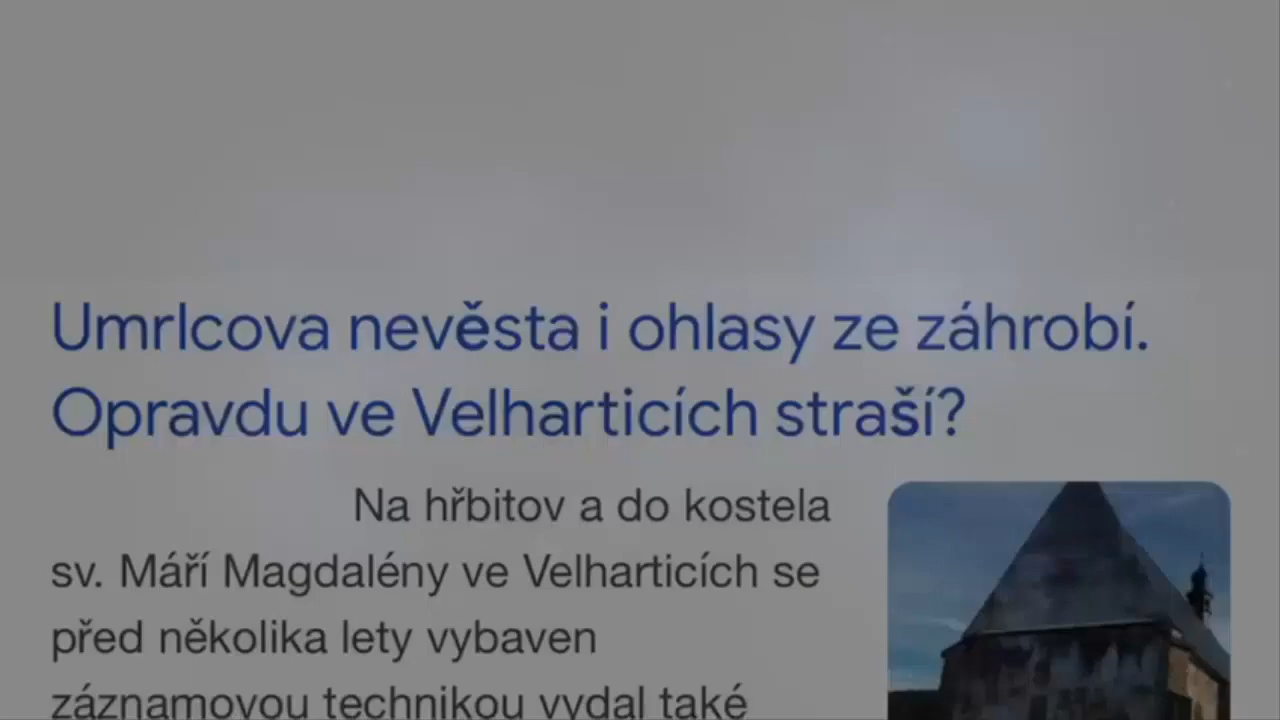 Umrlcova nevěsta i ohlasy ze záhrobí.
Opravdu ve Velharticích straší?
Na hřbitov a do kostela
sv. Máří Magdalény ve Velharticích se
před několika lety vybaven
záznamovou technikou vydal také